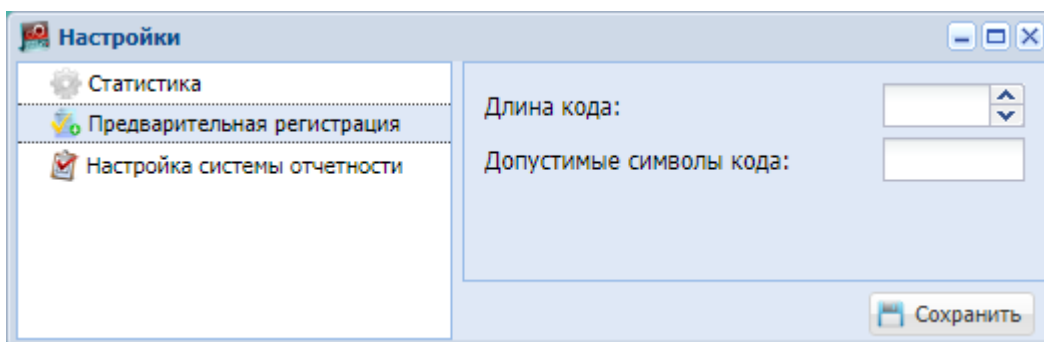 Настройки
Статистика
Предварительная регистрация
Настройка системы отчетности
Длина кода:
Допустимые символы кода:
Сохранить